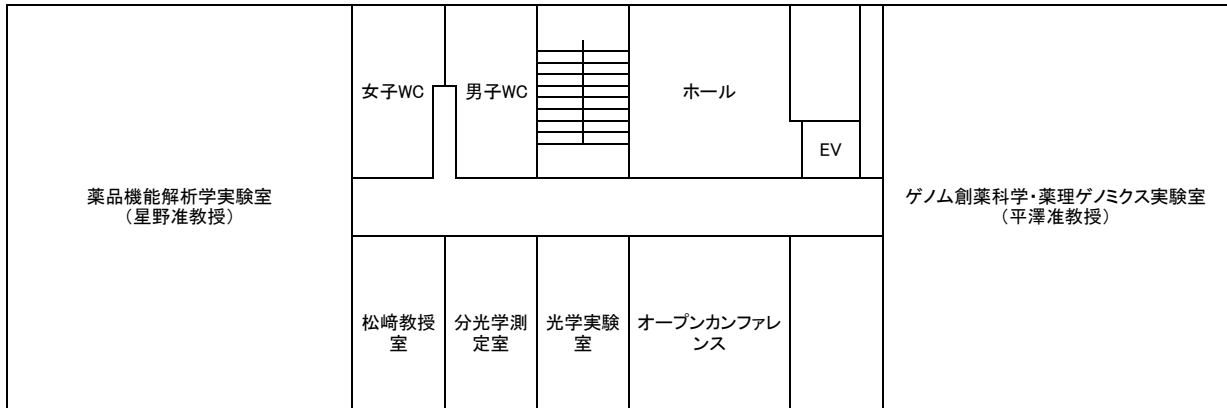 女子WC
男子WC
ホール
EV
薬品機能解析学実験室
（星野准教授）
ゲノム創薬科学・薬理ゲノミクス実験室
（平澤准教授）
松﨑教授
室
分光学測
定室
光学実験
室
オープンカンファレ
ンス